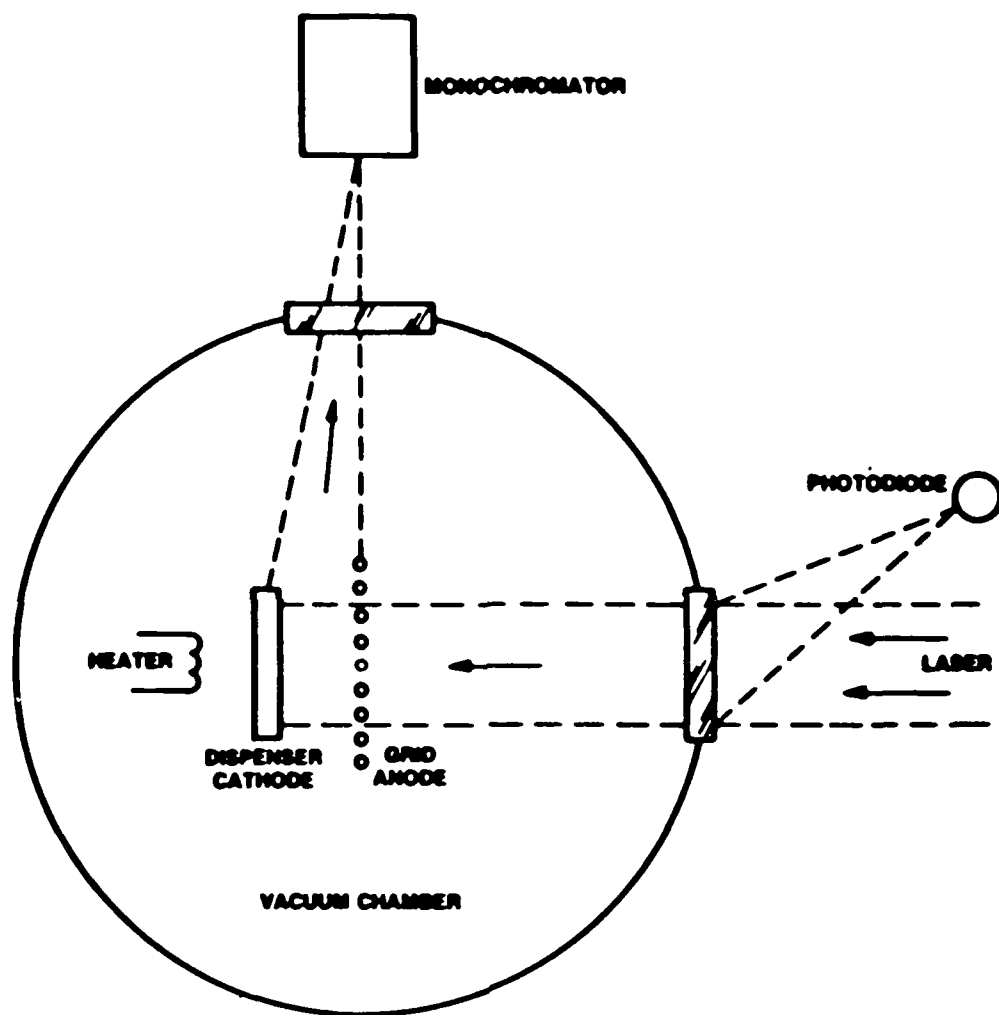 MONOCHROMATOR
PHOTODIODE
HEATER
LASER
DISPENSER
CATHODE
GRID
ANODE
VACUUM CHAMBER